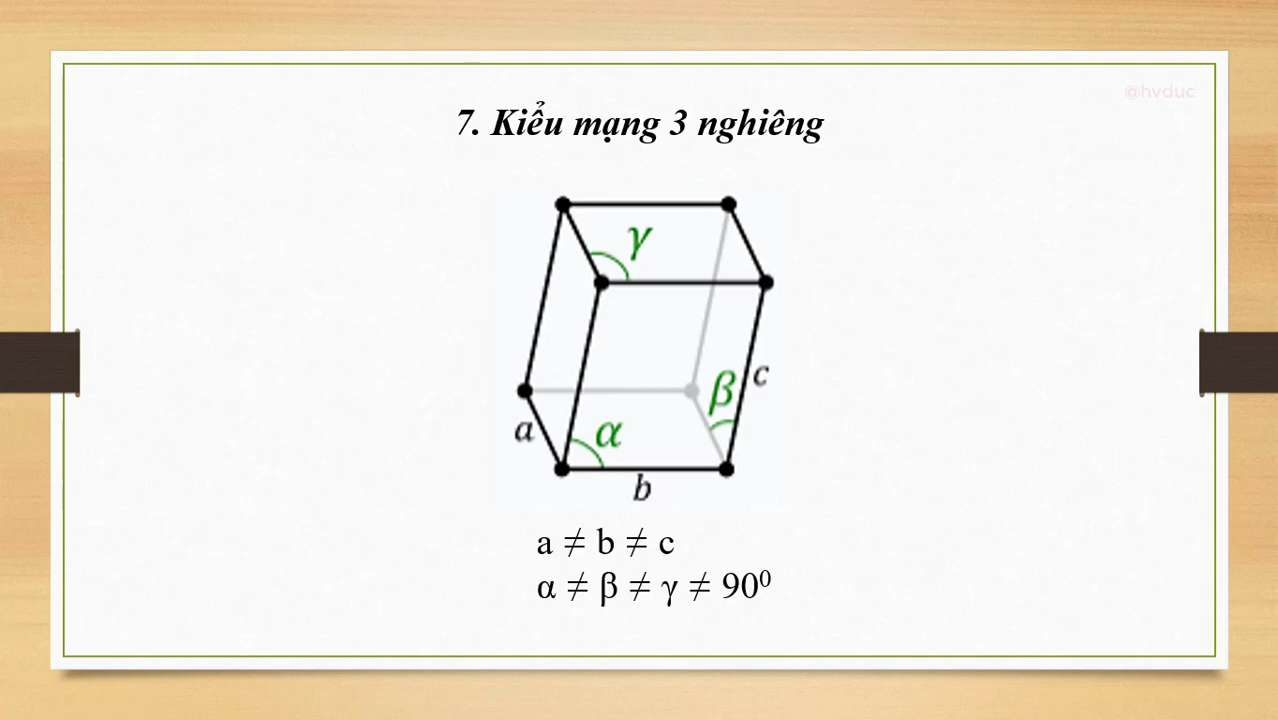 @hvduc
7. Kiểu mạng 3 nghiêng
γ
β
c
a
α
b
a ≠ b ≠ c
α ≠ β ≠ γ ≠ 90⁰